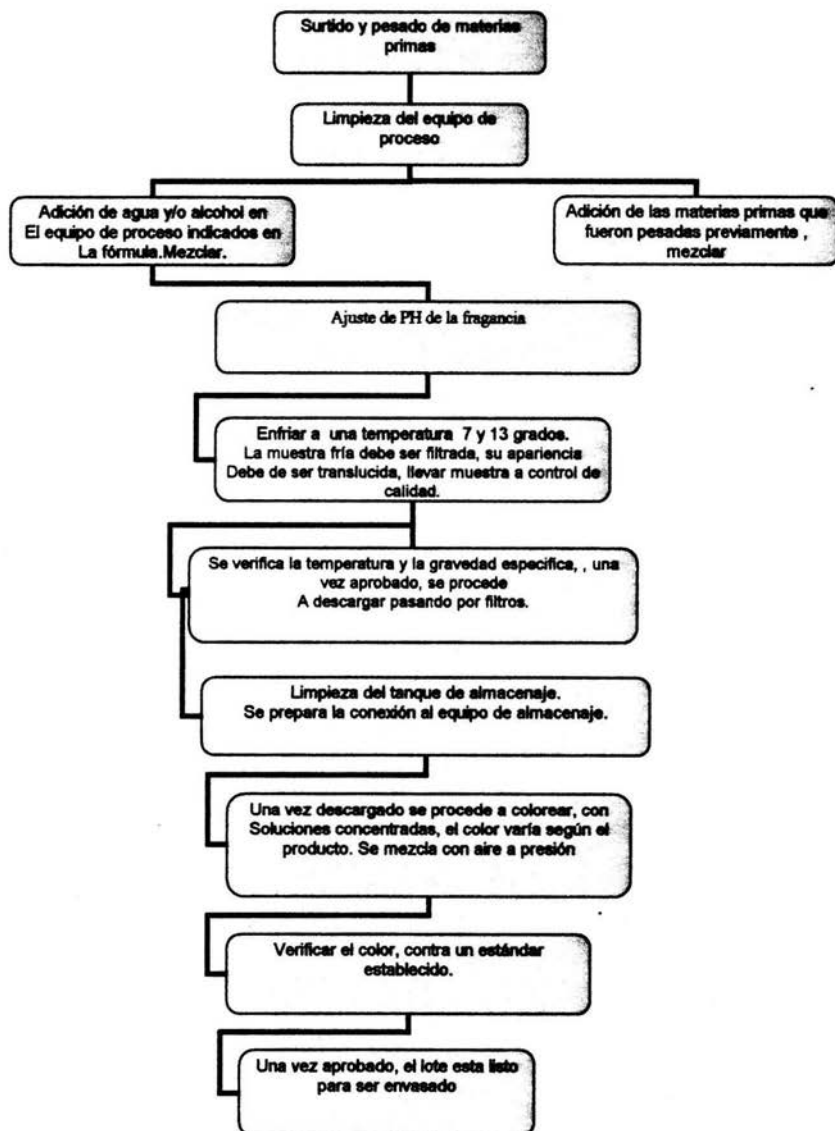 Surtido y pesado de materias
primas
Limpieza del equipo de
proceso
Adición de agua y/o alcohol en
El equipo de proceso indicados en
La fórmula.Mezclar.
Adición de las materias primas que
fueron pesadas previamente ,
mezclar
Ajuste de PH de la fragancia
Enfriar a una temperatura 7 y 13 grados.
La muestra fría debe ser filtrada, su apariencia
Debe de ser translucida, llevar muestra a control de
calidad.
Se verifica la temperatura y la gravedad especifica, , una
vez aprobado, se procede
A descargar pasando por filtros.
Limpieza del tanque de almacenaje.
Se prepara la conexión al equipo de almacenaje.
Una vez descargado se procede a colorear, con
Soluciones concentradas, el color varía según el
producto. Se mezcla con aire a presión
Verificar el color, contra un estándar
establecido.
Una vez aprobado, el lote esta listo
para ser envasado